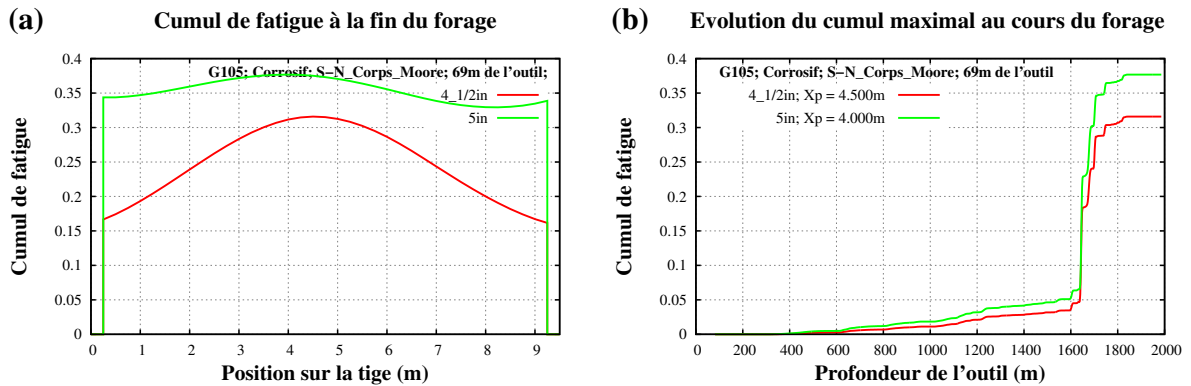 (a)
Cumul de fatigue à la fin du forage
G105; Corrosif; S−N_Corps_Moore; 69m de l'outil;
4_1/2in
5in
0.4
0.35
0.3
0.25
0.2
0.15
0.1
0.05
0
Cumul de fatigue
0 1 2 3 4 5 6 7 8 9
Position sur la tige (m)
(b)
Evolution du cumul maximal au cours du forage
G105; Corrosif; S−N_Corps_Moore; 69m de l'outil
4_1/2in; Xp = 4.500m
5in; Xp = 4.000m
0.4
0.35
0.3
0.25
0.2
0.15
0.1
0.05
0
Cumul de fatigue
0 200 400 600 800 1000 1200 1400 1600 1800 2000
Profondeur de l'outil (m)